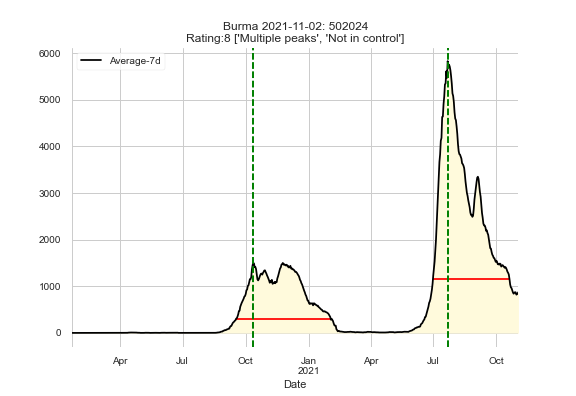 Burma 2021-11-02: 502024
Rating:8 ['Multiple peaks', 'Not in control']
Average-7d
6000
5000
4000
3000
2000
1000
0
Apr
Jul
Oct
Jan
2021
Apr
Jul
Oct
Date